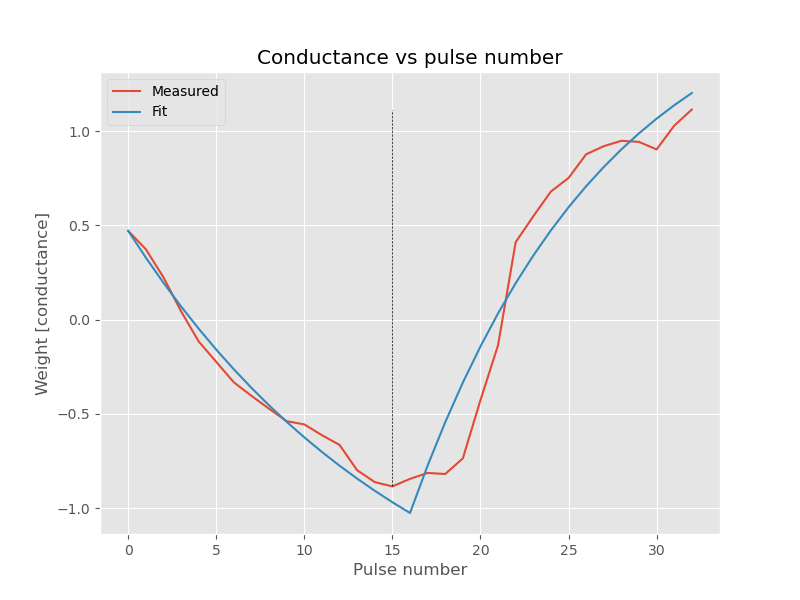 Conductance vs pulse number
Measured
Fit
1.0
0.5
0.0
−0.5
−1.0
Weight [conductance]
0 5 10 15 20 25 30
Pulse number